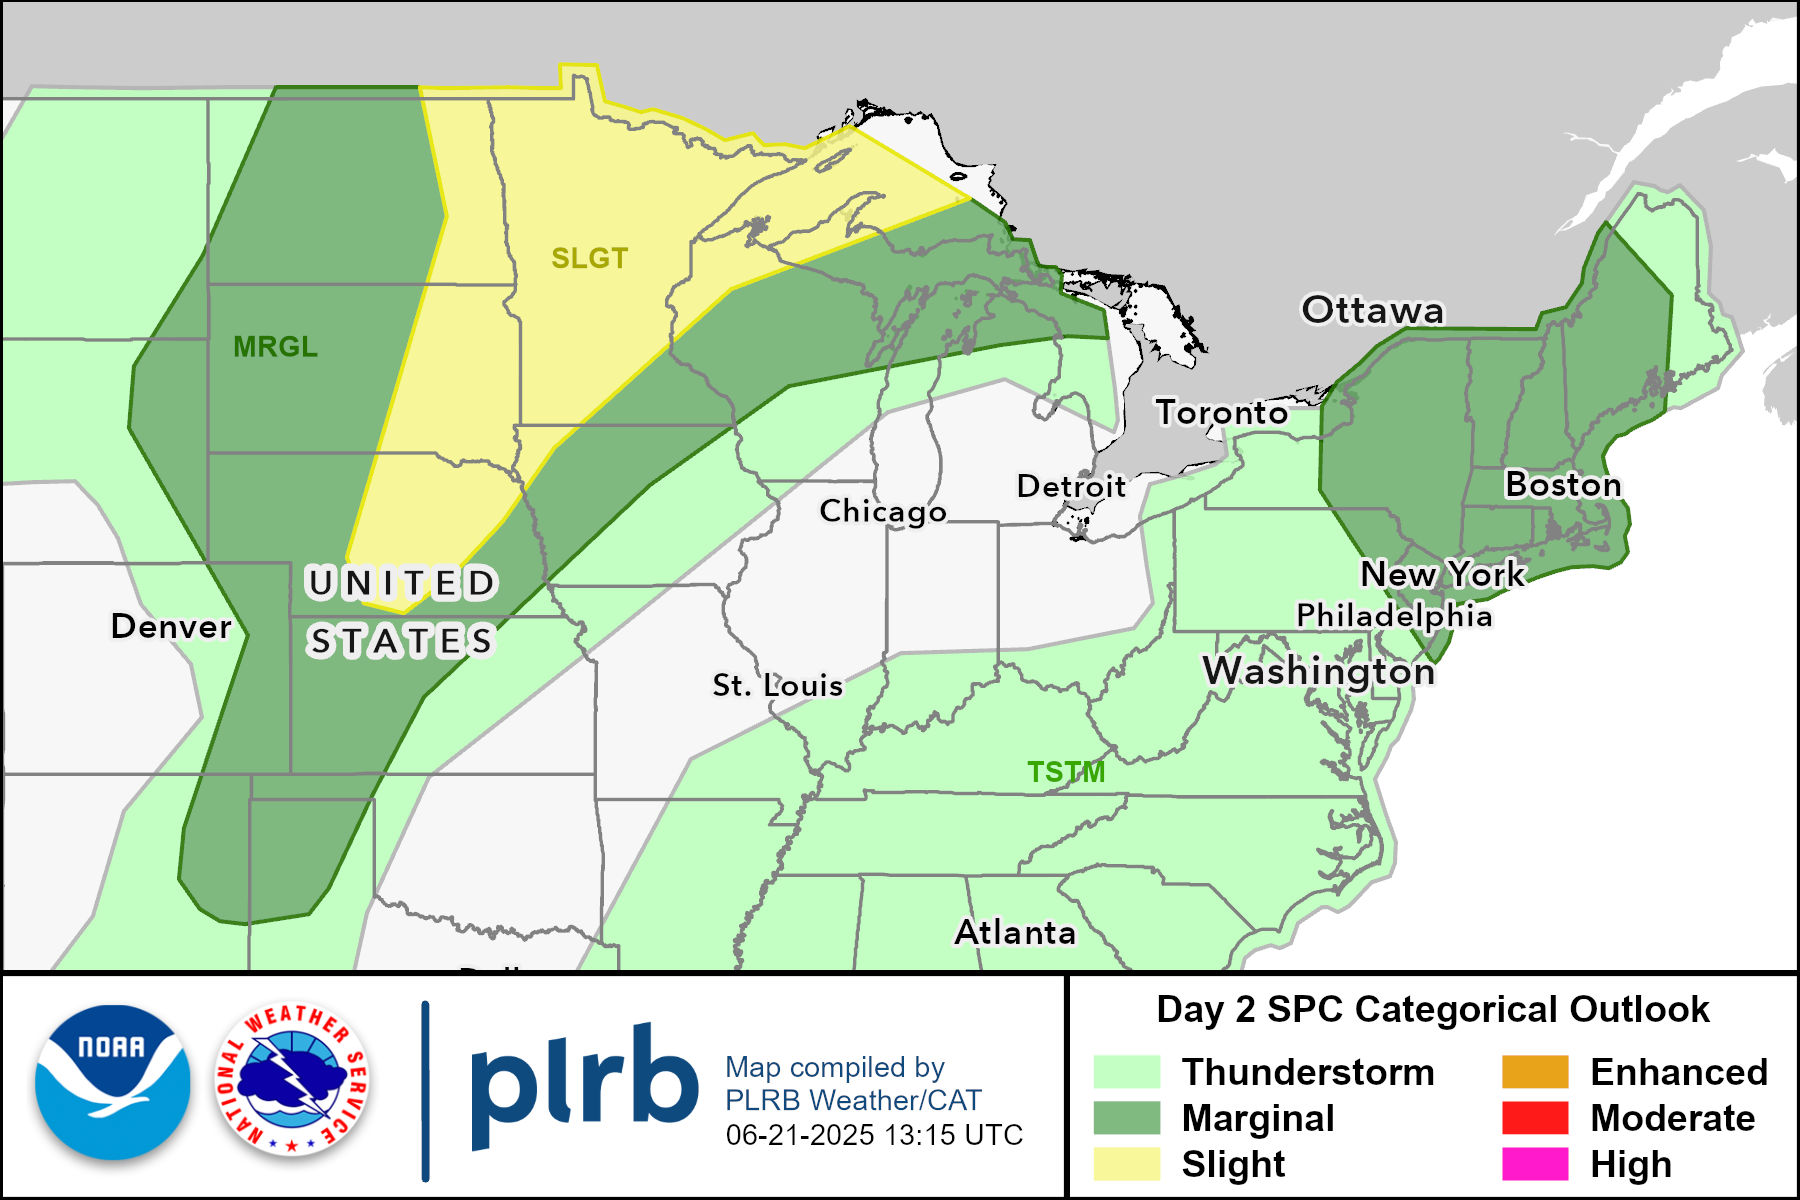 SLGT
MRGL
Ottawa
Toronto
Detroit
Boston
Chicago
New York
UNITED
Philadelphia
Denver
STATES
Washington
St. Louis
TSTM
Atlanta
NOAA
NATIONAL WEATHER SERVICE
plrb
Map compiled by
PLRB Weather/CAT
06-21-2025 13:15 UTC
Day 2 SPC Categorical Outlook
Thunderstorm
Marginal
Slight
Enhanced
Moderate
High